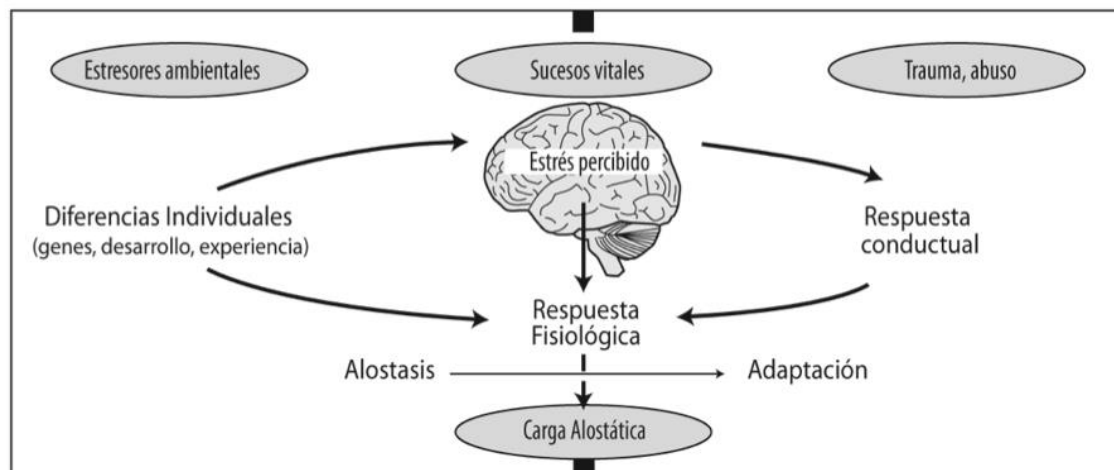 Estresores ambientales
Sucesos vitales
Trauma, abuso
Estrés percibido
Diferencias Individuales
(genes, desarrollo, experiencia)
Respuesta
conductual
Respuesta
Fisiológica
Alostasis
Adaptación
Carga Alostática